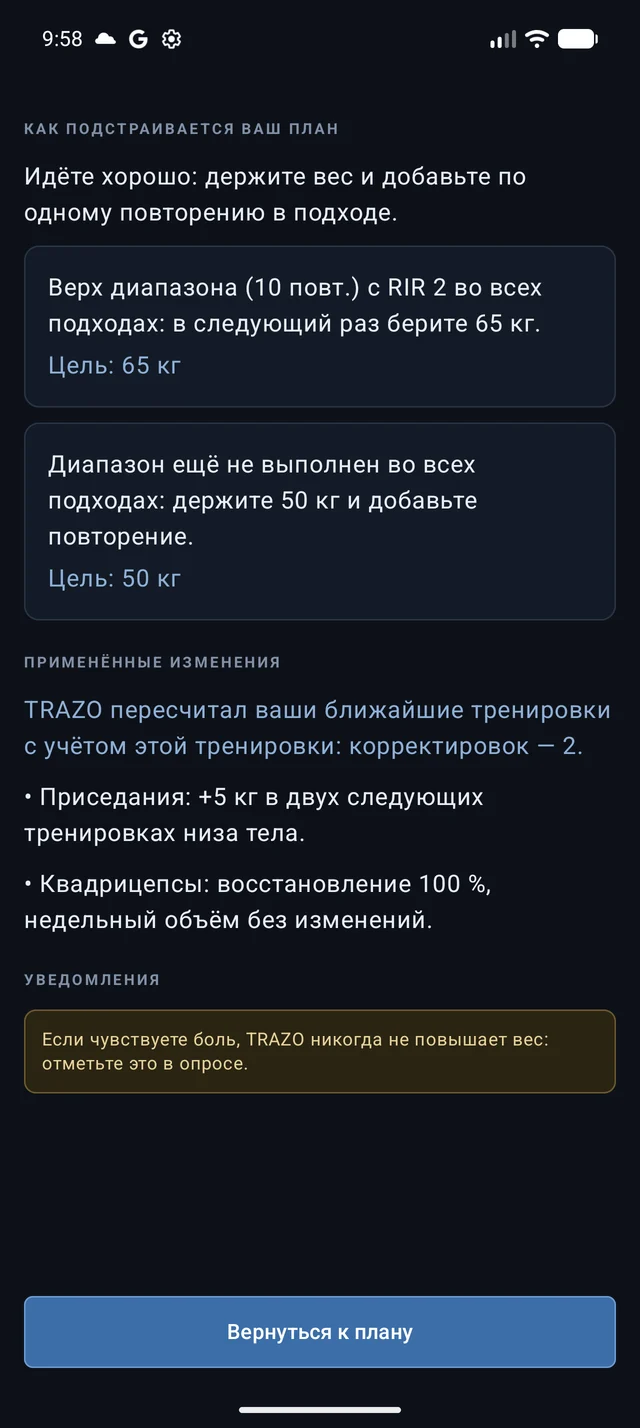 9:58
КАК ПОДСТРАИВАЕТСЯ ВАШ ПЛАН
Идёте хорошо: держите вес и добавьте по
одному повторению в подходе.
Верх диапазона (10 повт.) с RIR 2 во всех
подходах: в следующий раз берите 65 кг.
Цель: 65 кг
Диапазон ещё не выполнен во всех
подходах: держите 50 кг и добавьте
повторение.
Цель: 50 кг
ПРИМЕНЁННЫЕ ИЗМЕНЕНИЯ
TRAZO пересчитал ваши ближайшие тренировки
с учётом этой тренировки: корректировок — 2.
• Приседания: +5 кг в двух следующих
тренировках низа тела.
• Квадрицепсы: восстановление 100 %,
недельный объём без изменений.
УВЕДОМЛЕНИЯ
Если чувствуете боль, TRAZO никогда не повышает вес:
отметьте это в опросе.
Вернуться к плану